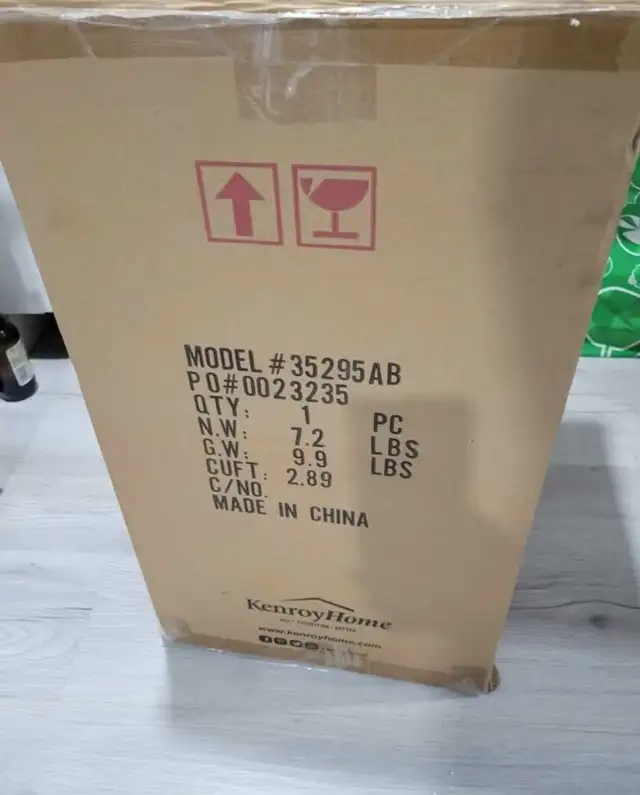 MODEL #35295AB
PO#0023235
QTY: 1 PC
N.W: 7.2 LBS
G.W: 9.9 LBS
CUFT: 2.89
C/NO.
MADE IN CHINA
KenroyHome
www.kenroyhome.com